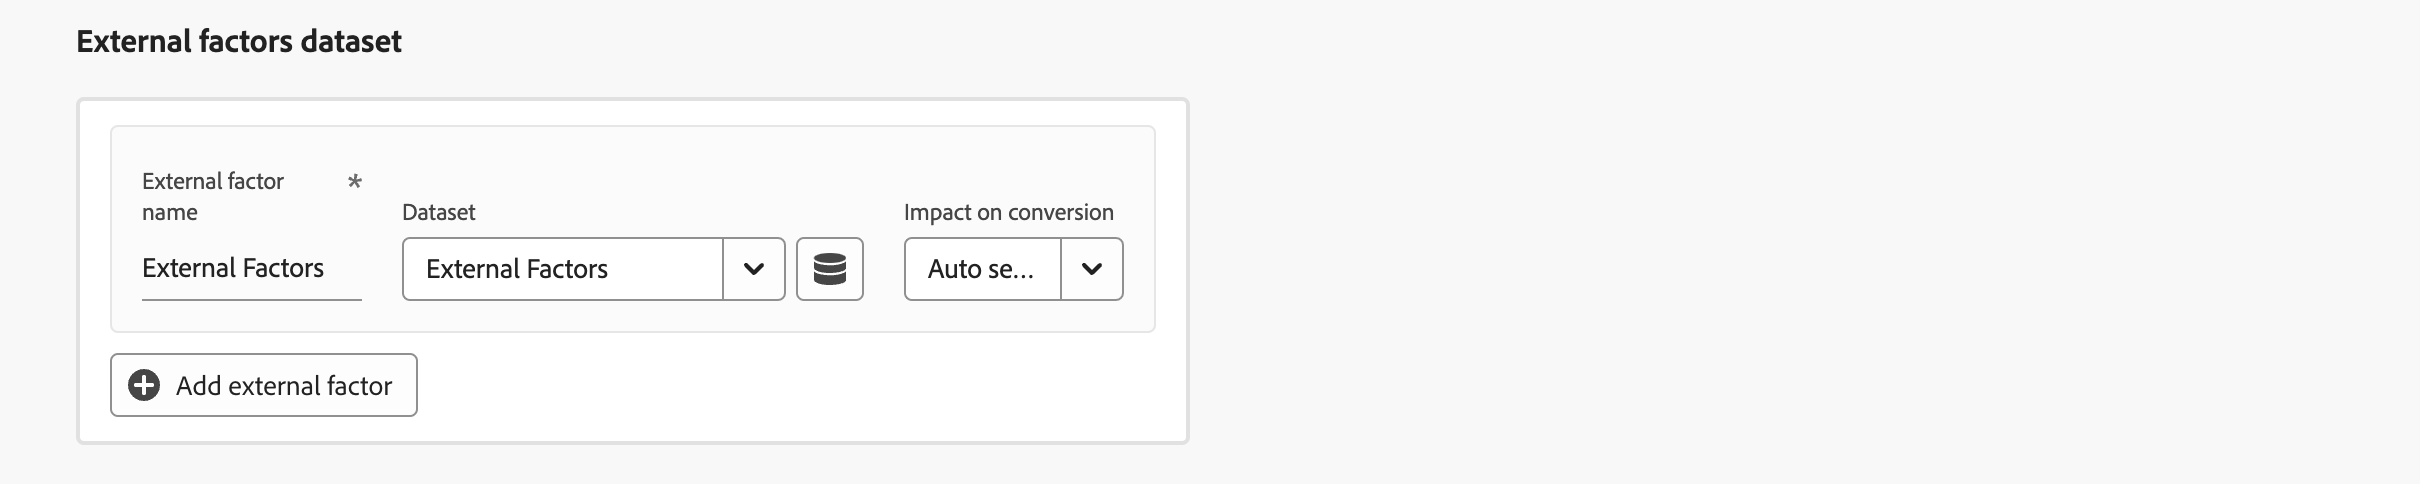 External factors dataset
External factor *
name
Dataset
Impact on conversion
External Factors
External Factors
Auto se...
Add external factor